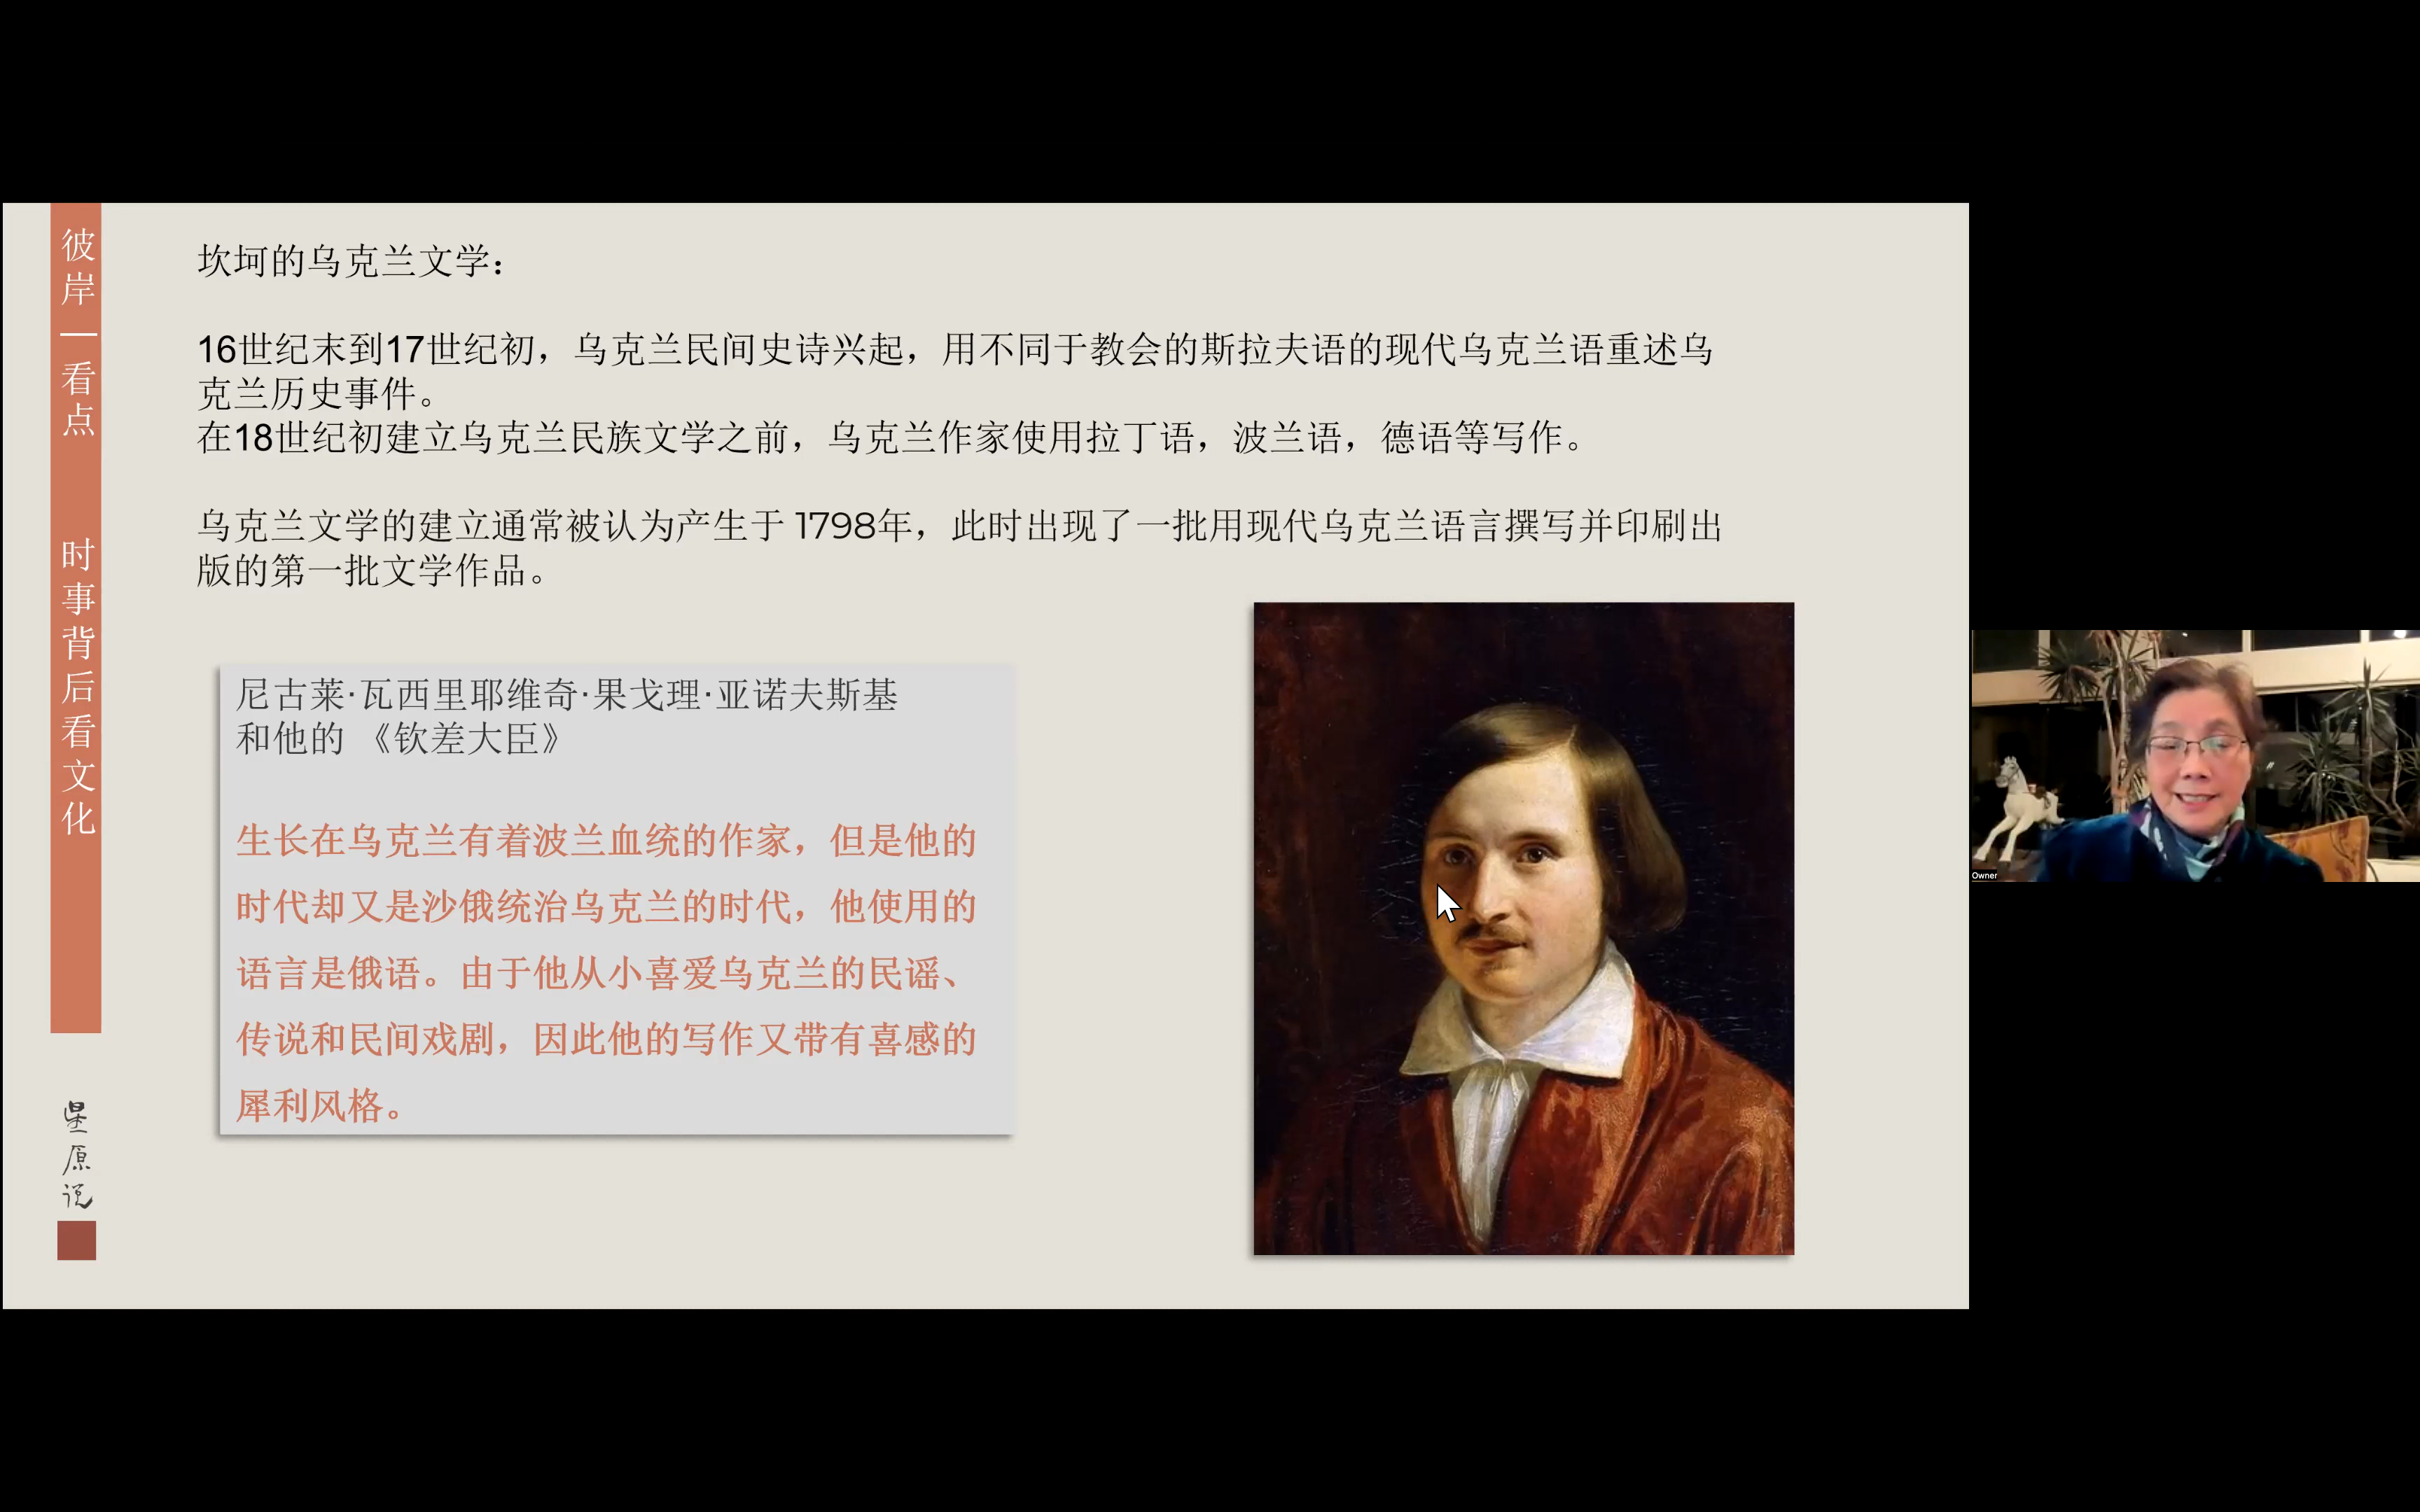 彼岸—看点
时事背后看文化
星原说
坎坷的乌克兰文学：
16世纪末到17世纪初，乌克兰民间史诗兴起，用不同于教会的斯拉夫语的现代乌克兰语重述乌
克兰历史事件。
在18世纪初建立乌克兰民族文学之前，乌克兰作家使用拉丁语，波兰语，德语等写作。
乌克兰文学的建立通常被认为产生于 1798年，此时出现了一批用现代乌克兰语言撰写并印刷出
版的第一批文学作品。
尼古莱·瓦西里耶维奇·果戈理·亚诺夫斯基
和他的 《钦差大臣》
生长在乌克兰有着波兰血统的作家，但是他的
时代却又是沙俄统治乌克兰的时代，他使用的
语言是俄语。由于他从小喜爱乌克兰的民谣、
传说和民间戏剧，因此他的写作又带有喜感的
犀利风格。
Owner